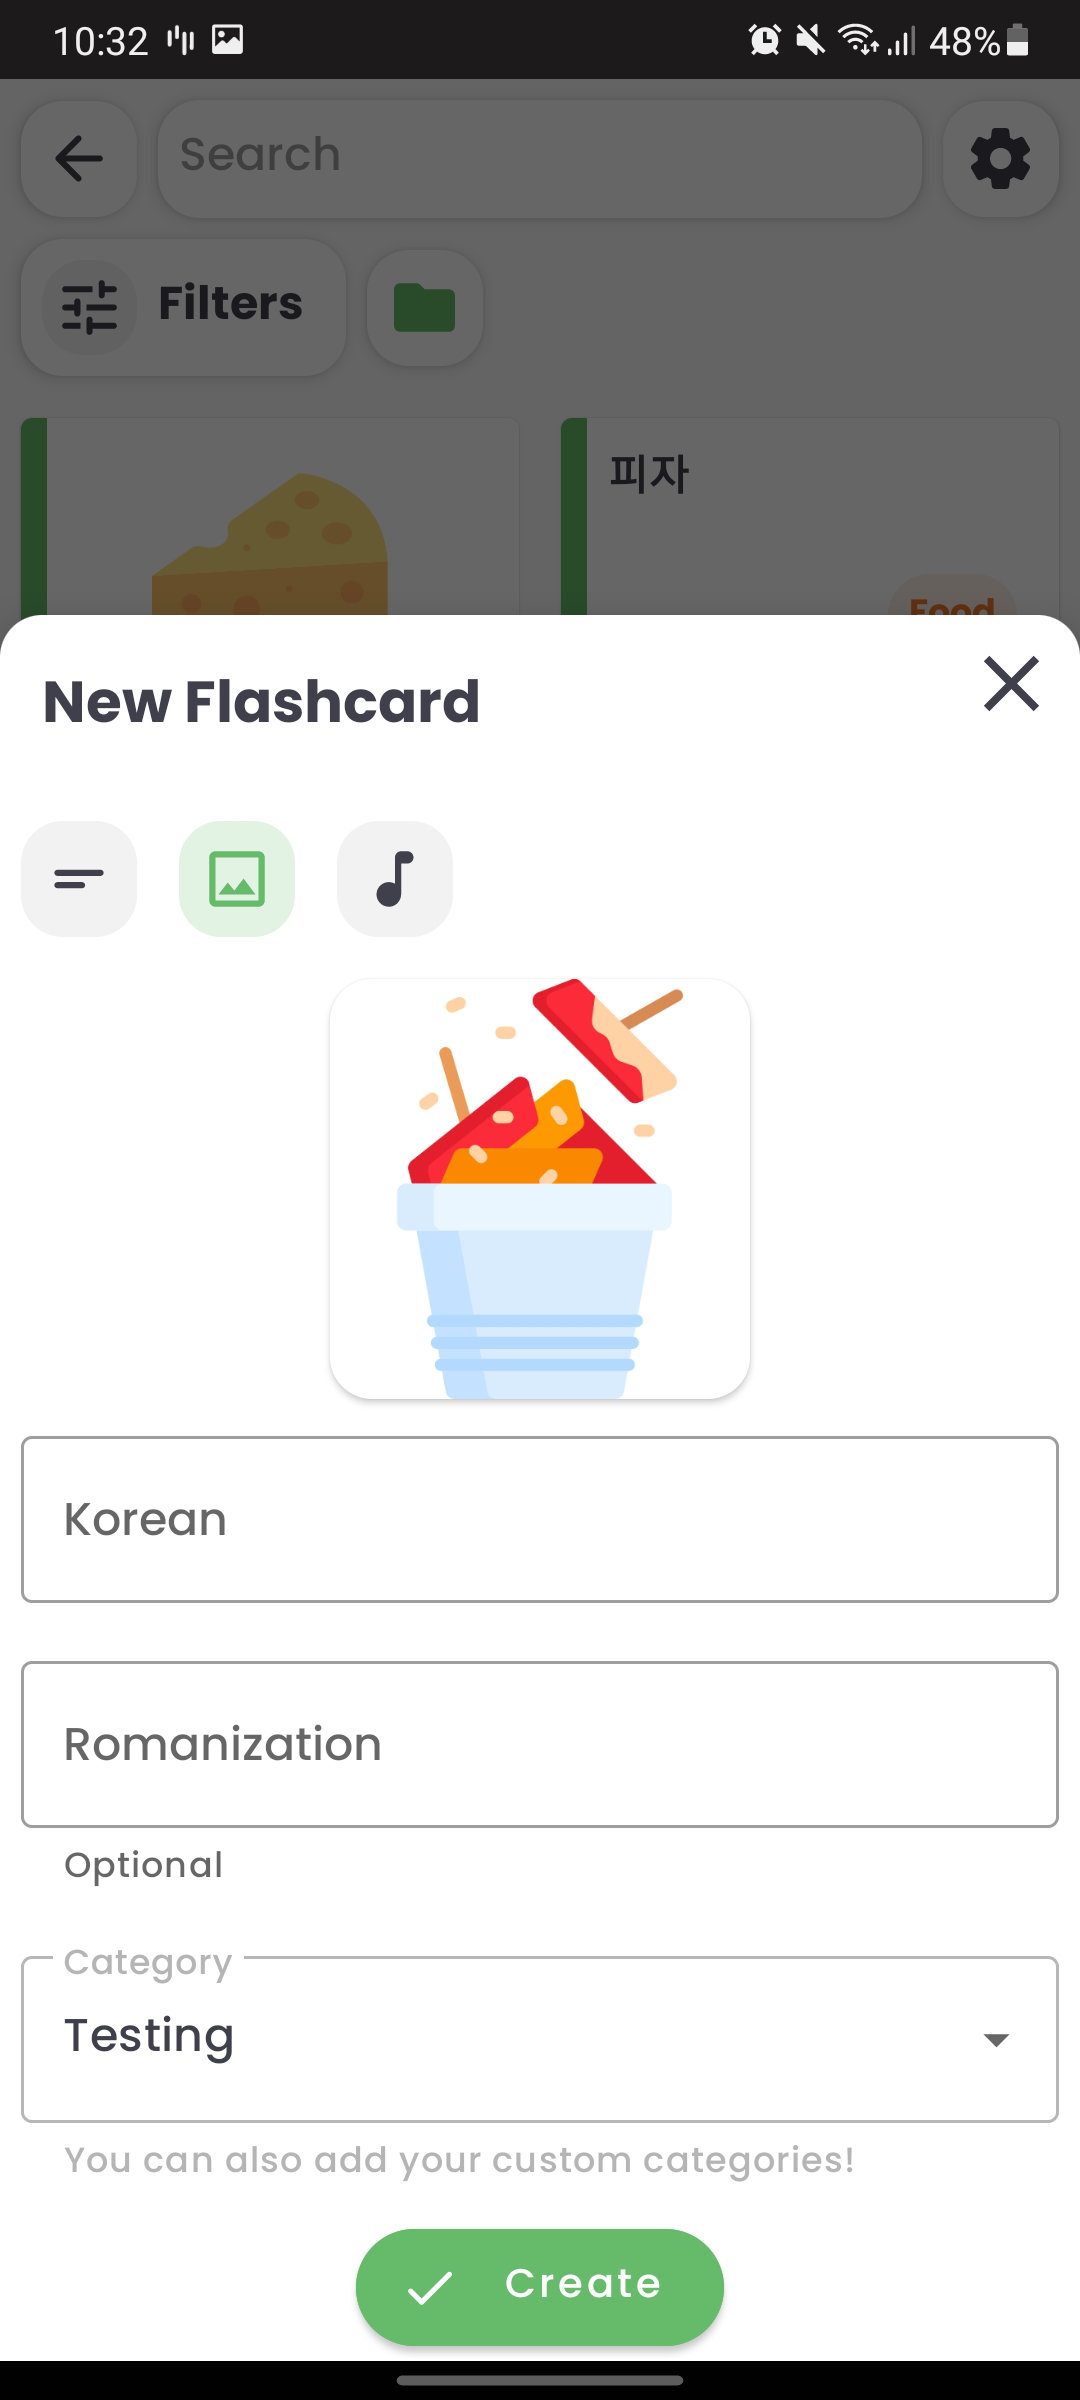 10:32 48%
Search
Filters
피자
Food
New Flashcard
Korean
Romanization
Optional
Category
Testing
You can also add your custom categories!
Create